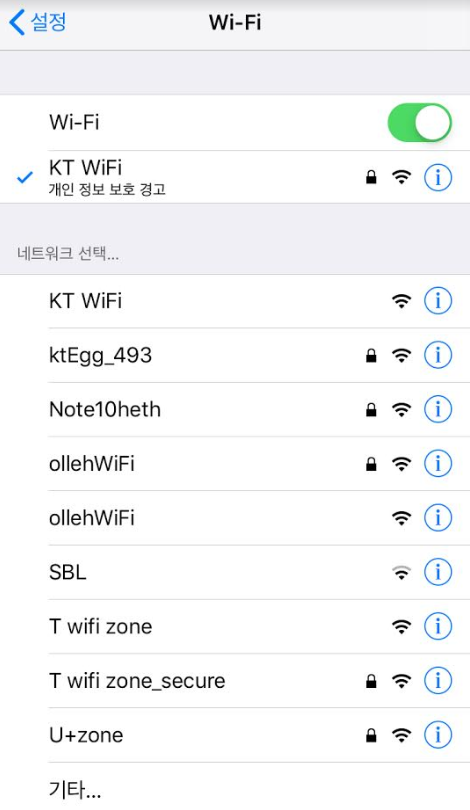 설정
Wi-Fi
Wi-Fi
KT WiFi
개인 정보 보호 경고
네트워크 선택...
KT WiFi
ktEgg_493
Note10heth
ollehWiFi
ollehWiFi
SBL
T wifi zone
T wifi zone_secure
U+zone
기타...